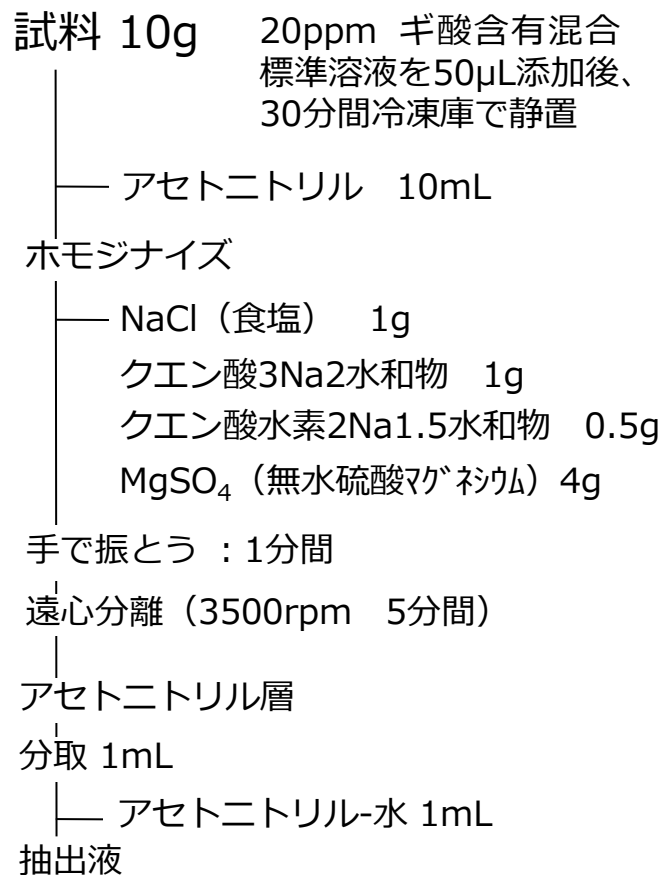 試料 10g
20ppm ギ酸含有混合
標準溶液を50μL添加後、
30分間冷凍庫で静置
アセトニトリル 10mL
ホモジナイズ
NaCl（食塩） 1g
クエン酸3Na2水和物 1g
クエン酸水素2Na1.5水和物 0.5g
MgSO₄（無水硫酸ﾏｸﾞﾈｼｳﾑ）4g
手で振とう ：1分間
遠心分離（3500rpm 5分間）
アセトニトリル層
分取 1mL
アセトニトリル-水 1mL
抽出液